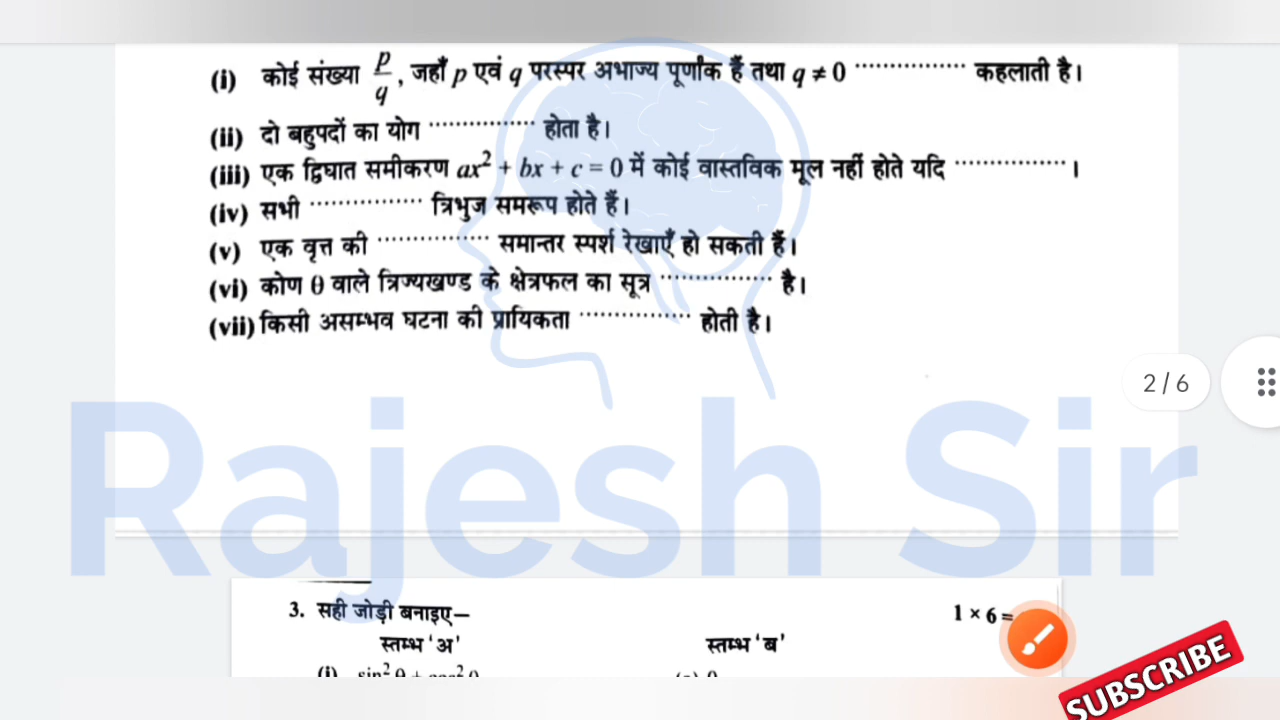 (i) कोई संख्या p/q, जहाँ p एवं q परस्पर अभाज्य पूर्णांक हैं तथा q ≠ 0 ................ कहलाती है।
(ii) दो बहुपदों का योग ................ होता है।
(iii) एक द्विघात समीकरण ax² + bx + c = 0 में कोई वास्तविक मूल नहीं होते यदि ................ ।
(iv) सभी ................ त्रिभुज समरूप होते हैं।
(v) एक वृत्त की ................ समान्तर स्पर्श रेखाएँ हो सकती हैं।
(vi) कोण θ वाले त्रिज्यखण्ड के क्षेत्रफल का सूत्र ................ है।
(vii) किसी असम्भव घटना की प्रायिकता ................ होती है।
2 / 6
Rajesh Sir
3. सही जोड़ी बनाइए— 1 × 6 =
स्तम्भ 'अ' स्तम्भ 'ब'
(i)
SUBSCRIBE